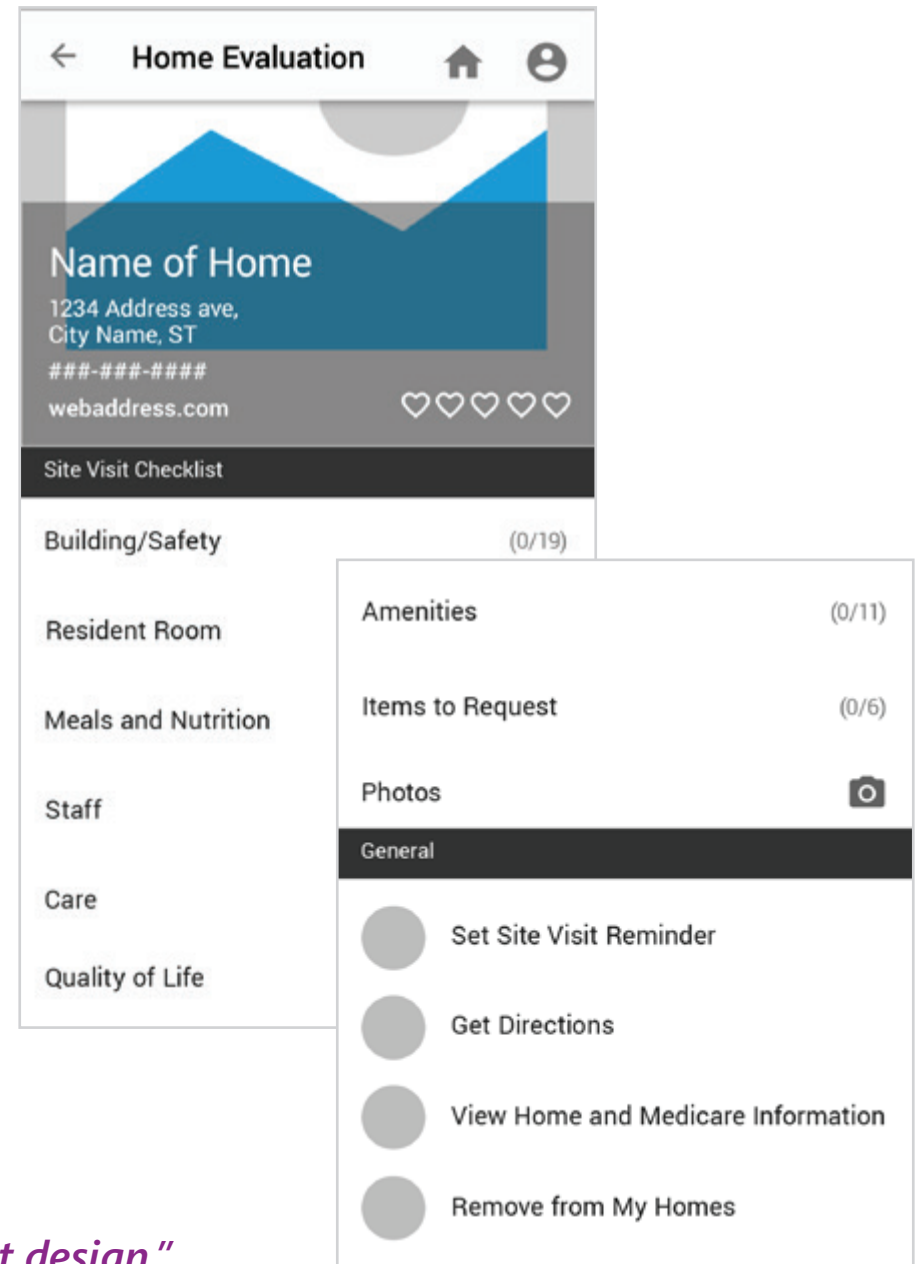 Home Evaluation
Name of Home
1234 Address ave,
City Name, ST
###-###-####
webaddress.com
Site Visit Checklist
Building/Safety (0/19)
Resident Room
Meals and Nutrition
Staff
Care
Quality of Life
Amenities (0/11)
Items to Request (0/6)
Photos
General
Set Site Visit Reminder
Get Directions
View Home and Medicare Information
Remove from My Homes
design."